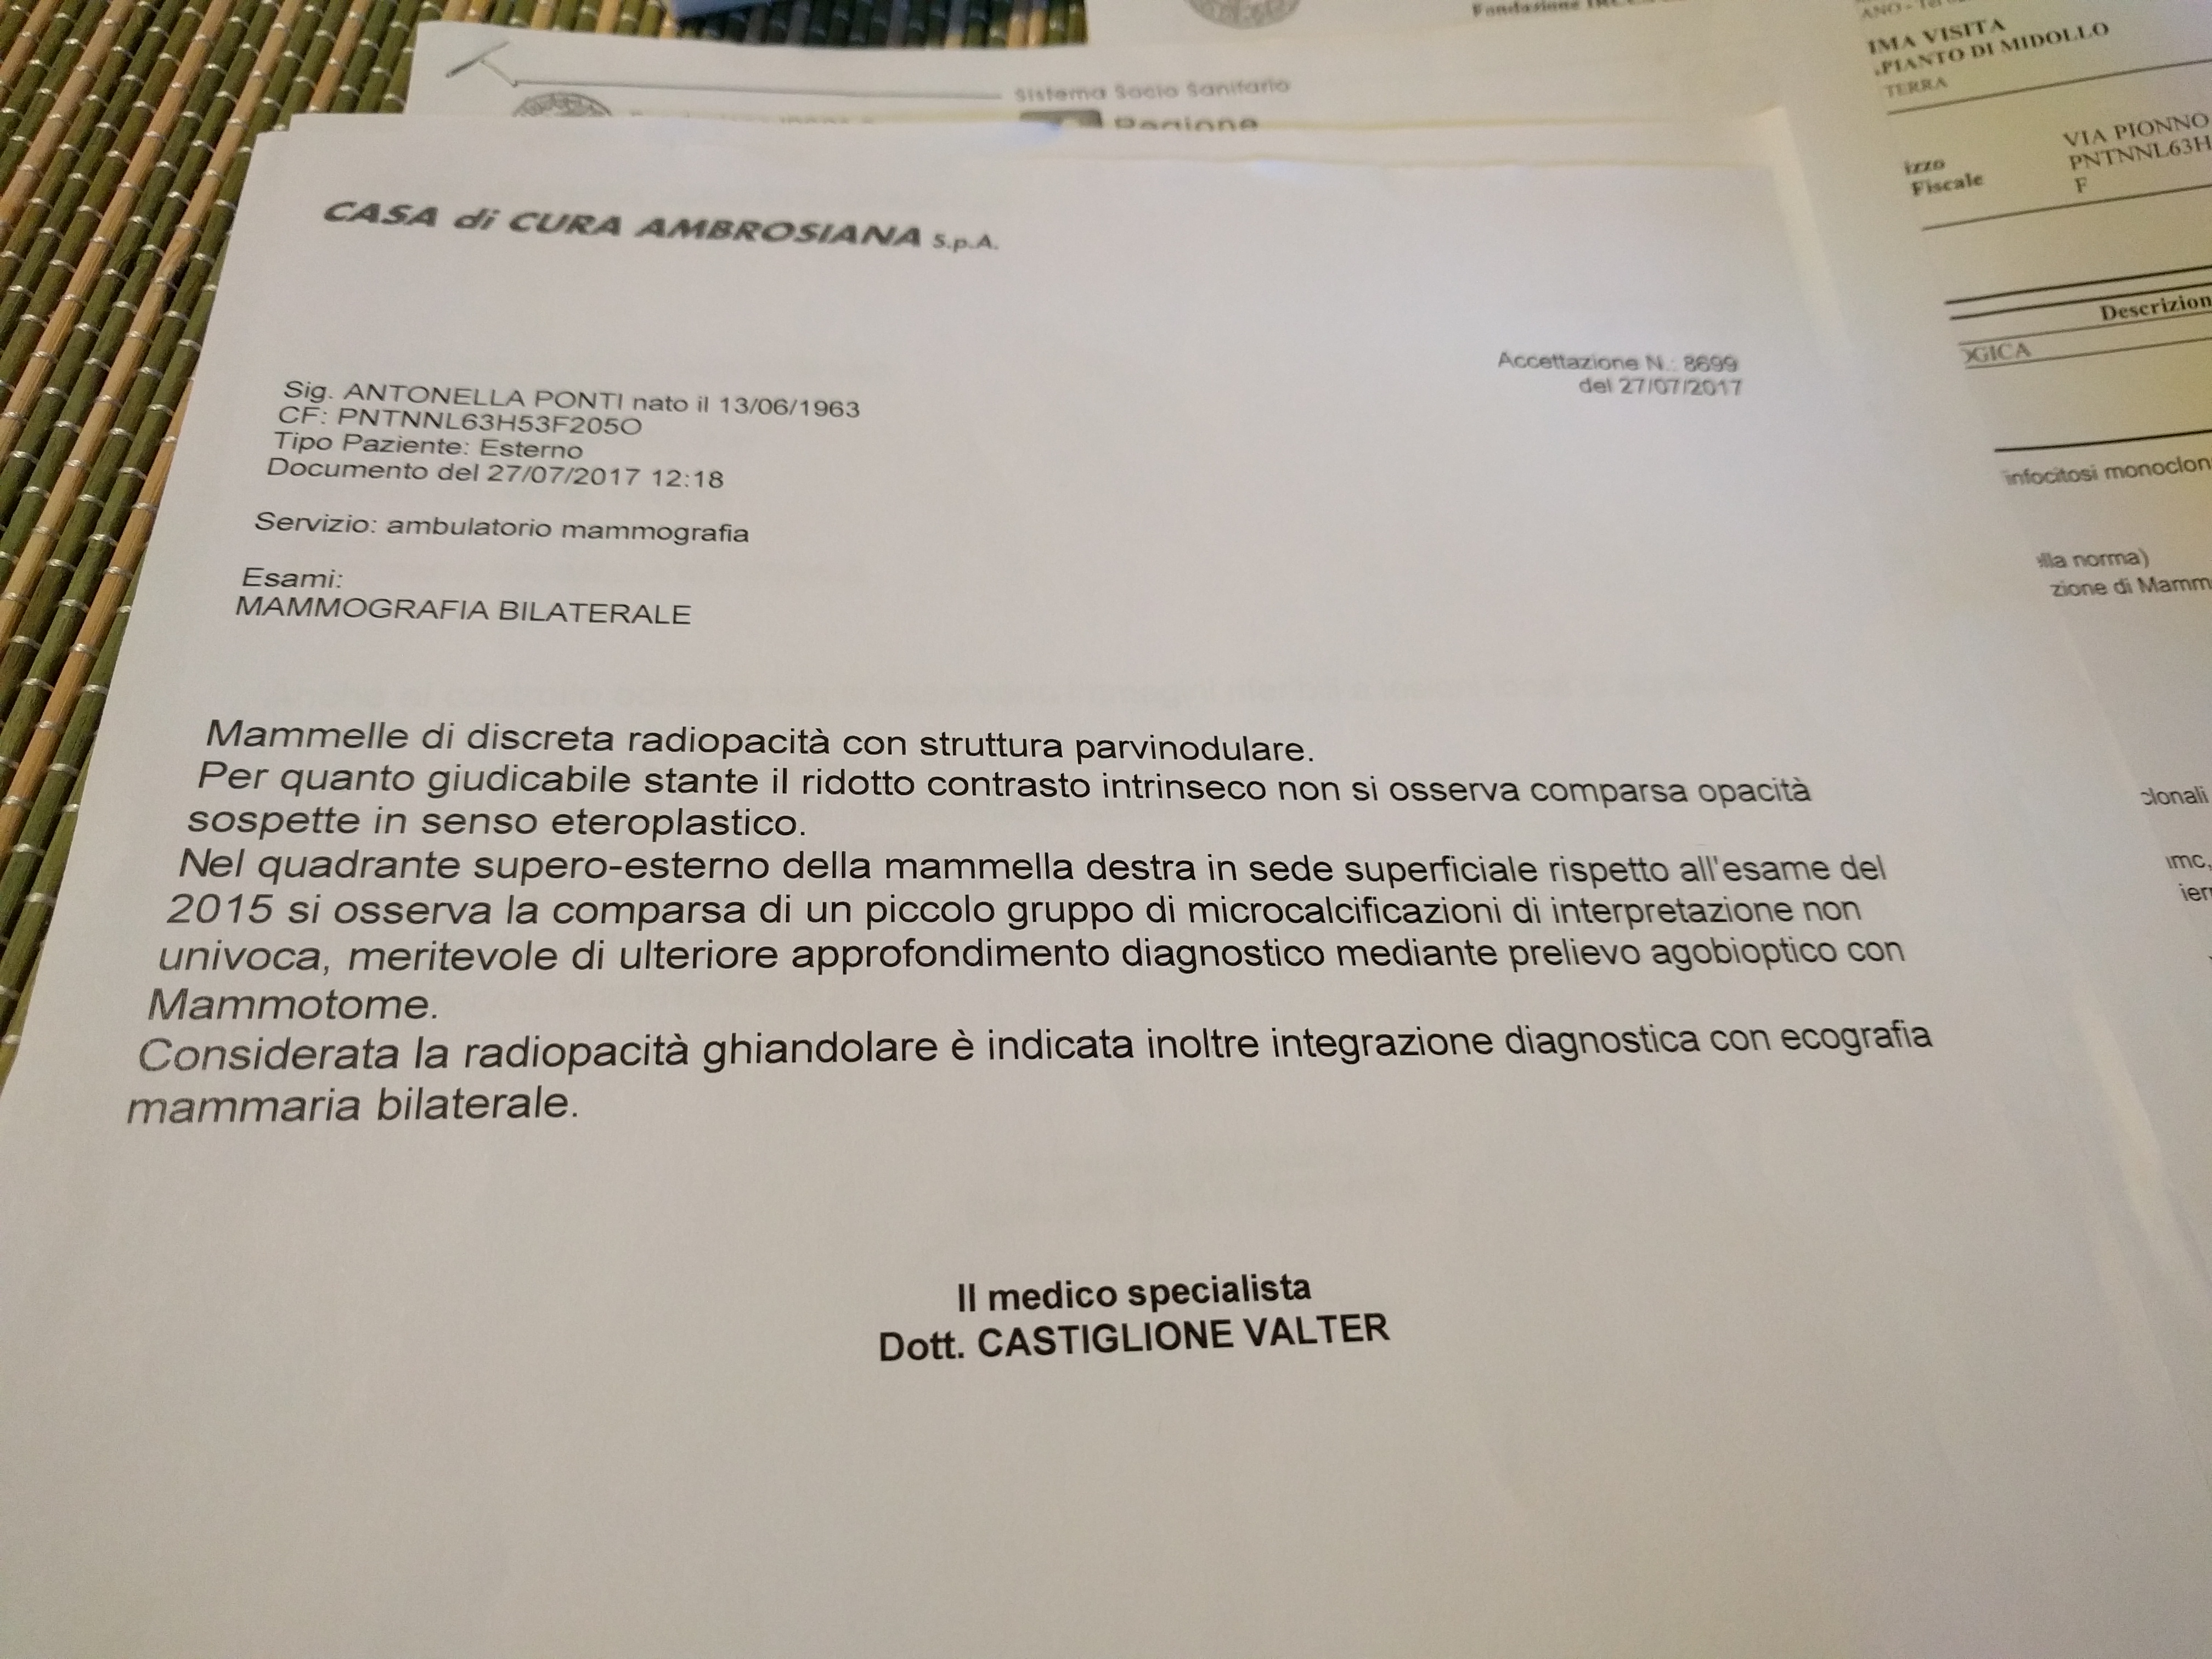 Sistema Socio Sanitario
Regione
Fondazione
IMA VISITA
PIANTO DI MIDOLLO
TERRA
izzo
VIA PIONNO
Fiscale
PNTNNL63H
F
Descrizion
OGICA
infocitosi monoclon
lla norma)
zione di Mamm
clonali
mc,
CASA di CURA AMBROSIANA S.p.A.
Accettazione N.: 8699
del 27/07/2017
Sig. ANTONELLA PONTI nato il 13/06/1963
CF: PNTNNL63H53F205O
Tipo Paziente: Esterno
Documento del 27/07/2017 12:18
Servizio: ambulatorio mammografia
Esami:
MAMMOGRAFIA BILATERALE
Mammelle di discreta radiopacità con struttura parvinodulare.
Per quanto giudicabile stante il ridotto contrasto intrinseco non si osserva comparsa opacità
sospette in senso eteroplastico.
Nel quadrante supero-esterno della mammella destra in sede superficiale rispetto all'esame del
2015 si osserva la comparsa di un piccolo gruppo di microcalcificazioni di interpretazione non
univoca, meritevole di ulteriore approfondimento diagnostico mediante prelievo agobioptico con
Mammotome.
Considerata la radiopacità ghiandolare è indicata inoltre integrazione diagnostica con ecografia
mammaria bilaterale.
Il medico specialista
Dott. CASTIGLIONE VALTER